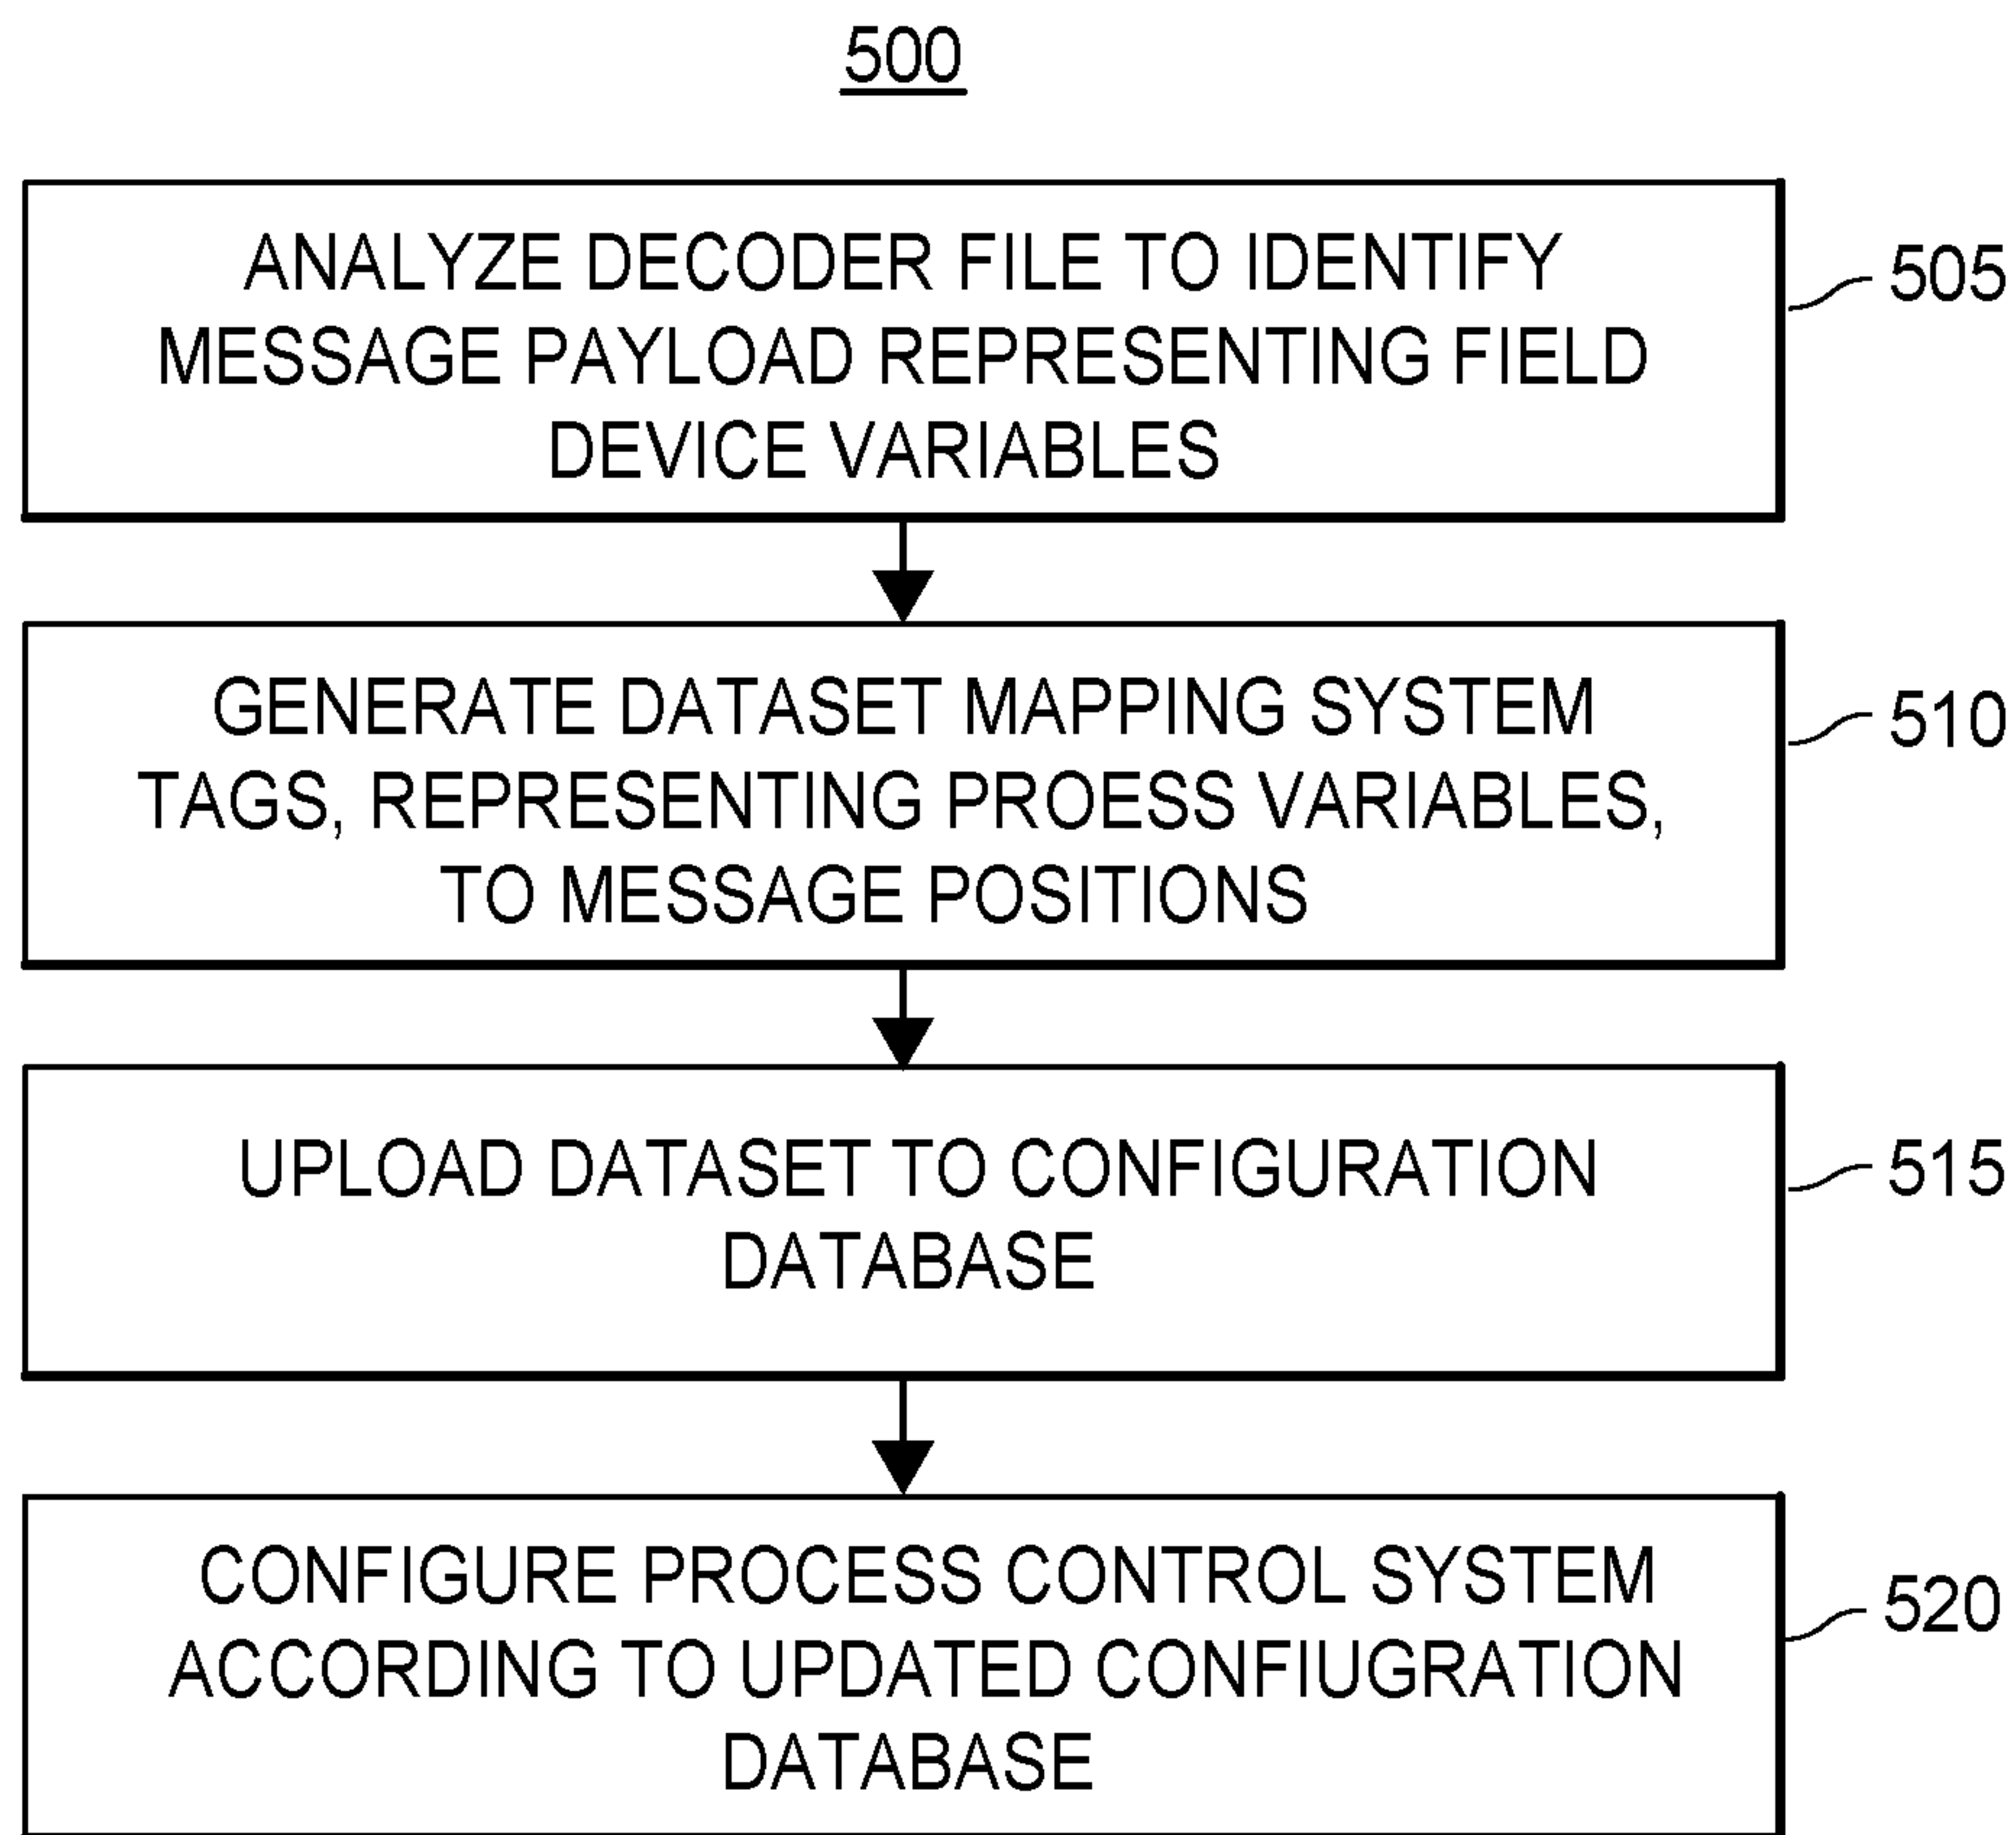 500
ANALYZE DECODER FILE TO IDENTIFY
MESSAGE PAYLOAD REPRESENTING FIELD
DEVICE VARIABLES
505
GENERATE DATASET MAPPING SYSTEM
TAGS, REPRESENTING PROESS VARIABLES,
TO MESSAGE POSITIONS
510
UPLOAD DATASET TO CONFIGURATION
DATABASE
515
CONFIGURE PROCESS CONTROL SYSTEM
ACCORDING TO UPDATED CONFIUGRATION
DATABASE
520